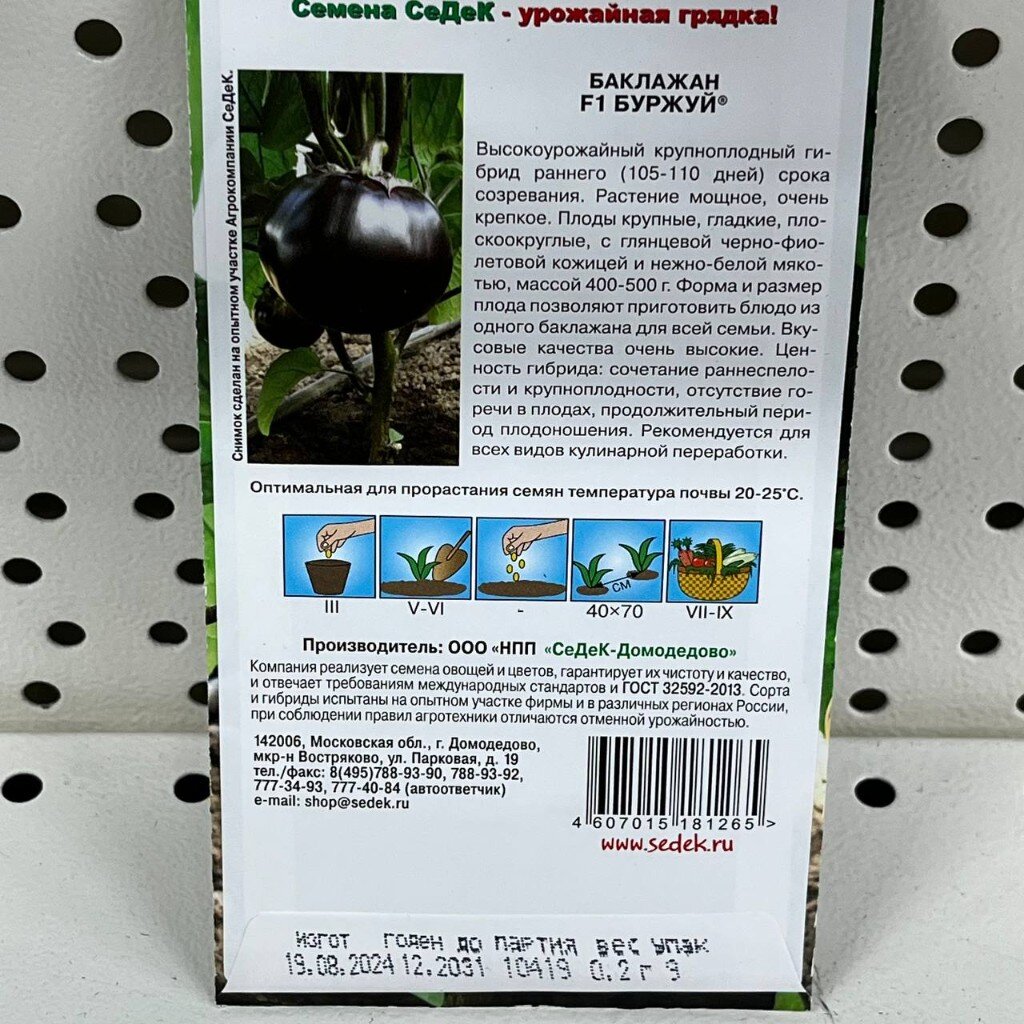 Семена СеДеК - урожайная грядка!
Снимок сделан на опытном участке Агрокомпании СеДеК.
БАКЛАЖАН
F1 БУРЖУЙ®
Высокоурожайный крупноплодный ги-
брид раннего (105-110 дней) срока
созревания. Растение мощное, очень
крепкое. Плоды крупные, гладкие, пло-
скоокруглые, с глянцевой черно-фио-
летовой кожицей и нежно-белой мяко-
тью, массой 400-500 г. Форма и размер
плода позволяют приготовить блюдо из
одного баклажана для всей семьи. Вку-
совые качества очень высокие. Цен-
ность гибрида: сочетание раннеспело-
сти и крупноплодности, отсутствие го-
речи в плодах, продолжительный пери-
од плодоношения. Рекомендуется для
всех видов кулинарной переработки.
Оптимальная для прорастания семян температура почвы 20-25°С.
см
III V-VI - 40×70 VII-IX
Производитель: ООО «НПП «СеДеК-Домодедово»
Компания реализует семена овощей и цветов, гарантирует их чистоту и качество,
и отвечает требованиям международных стандартов и ГОСТ 32592-2013. Сорта
и гибриды испытаны на опытном участке фирмы и в различных регионах России,
при соблюдении правил агротехники отличаются отменной урожайностью.
142006, Московская обл., г. Домодедово,
мкр-н Востряково, ул. Парковая, д. 19
тел./факс: 8(495)788-93-90, 788-93-92,
777-34-93, 777-40-84 (автоответчик)
e-mail: shop@sedek.ru
4 607015 181265 >
www.sedek.ru
изгот годен до партия вес упак
19.08.2024 12.2031 10419 0.2 г 9